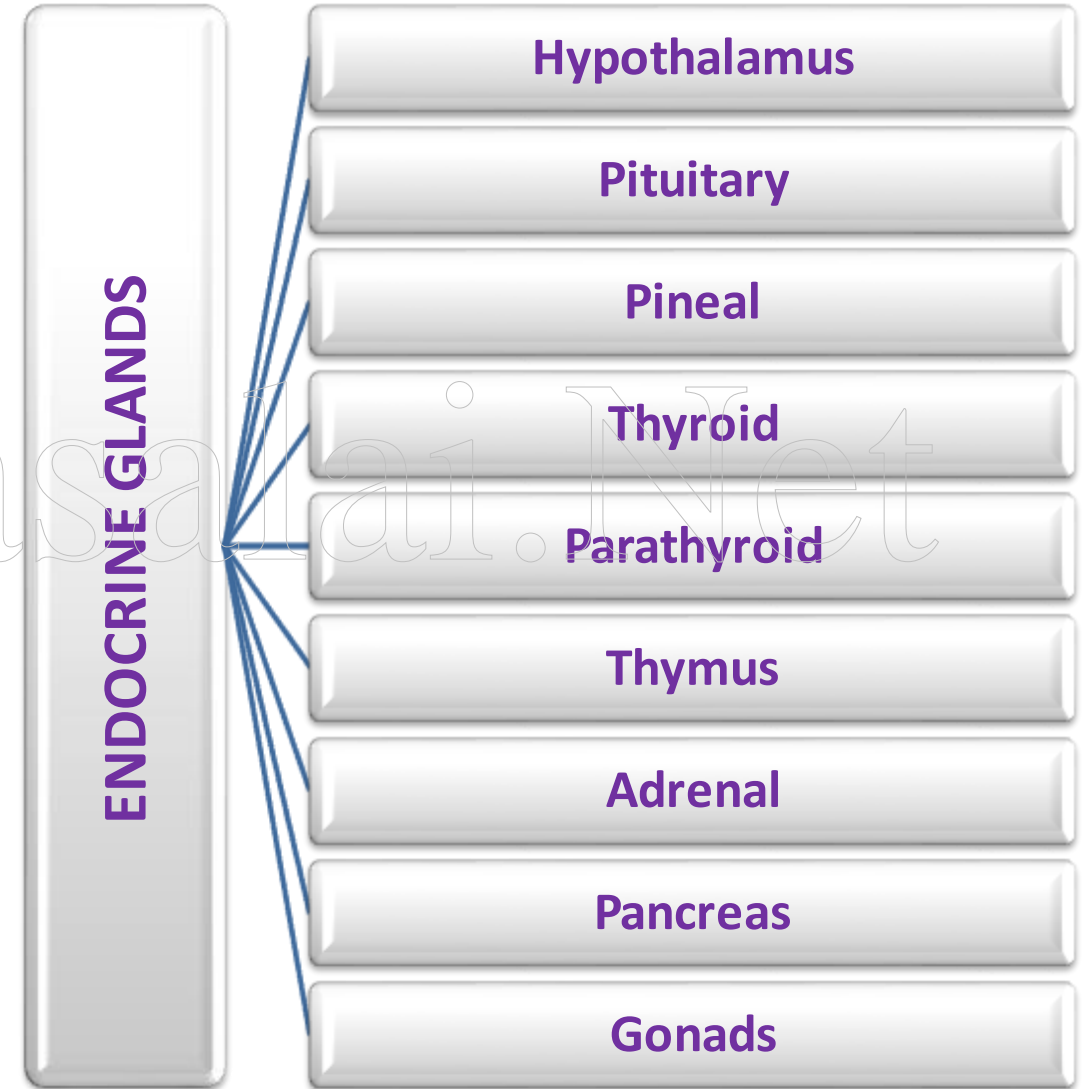 ENDOCRINE GLANDS
Hypothalamus
Pituitary
Pineal
Thyroid
Parathyroid
Thymus
Adrenal
Pancreas
Gonads